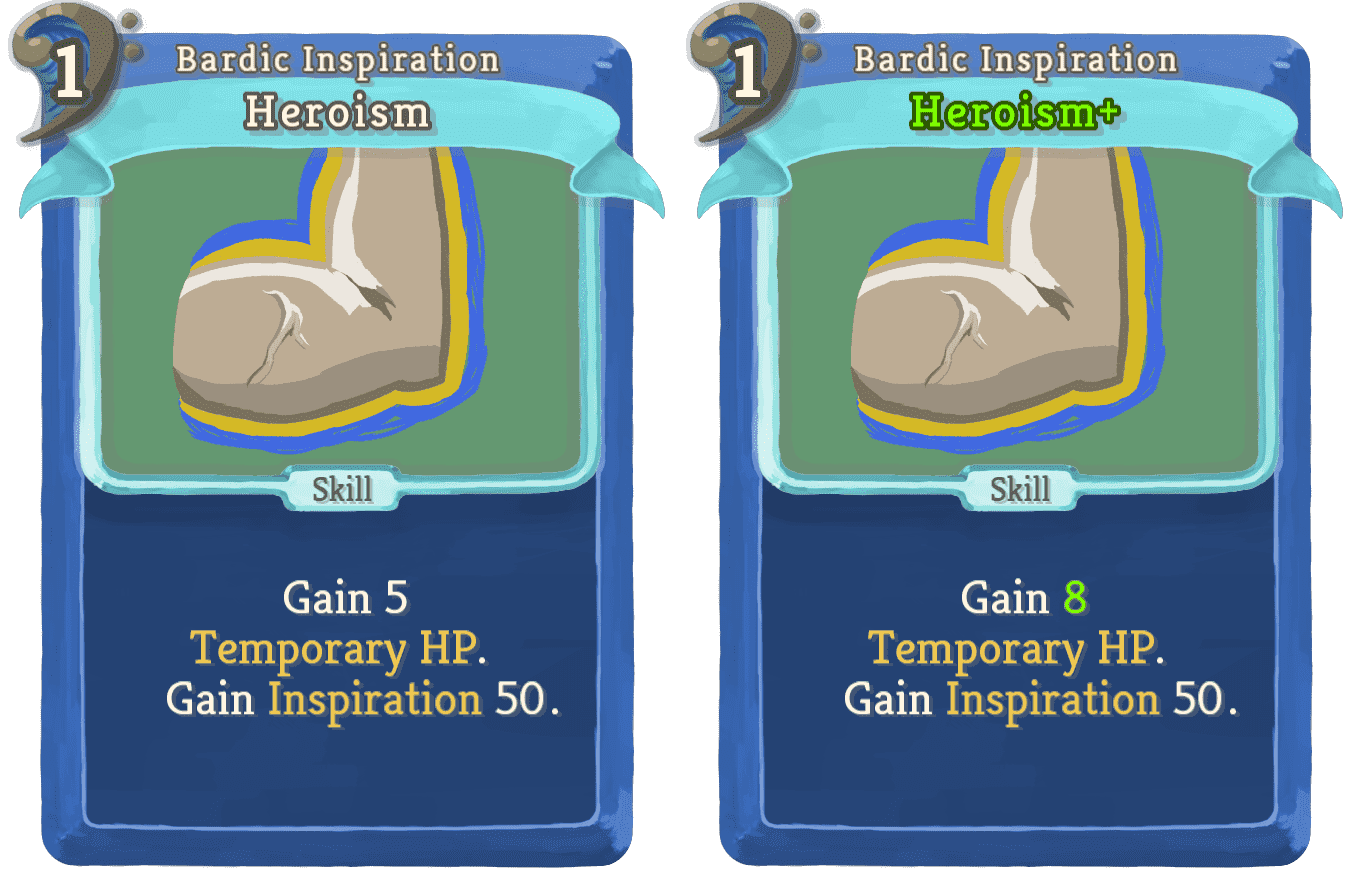 1
Bardic Inspiration
Heroism
Skill
Gain 5
Temporary HP.
Gain Inspiration 50.
1
Bardic Inspiration
Heroism+
Skill
Gain 8
Temporary HP.
Gain Inspiration 50.